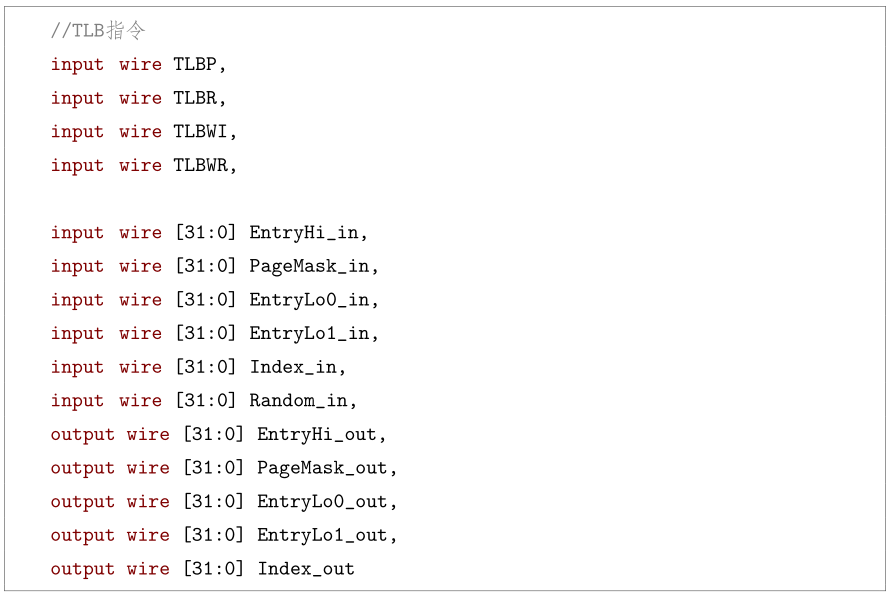 //TLB指令
input wire TLBP,
input wire TLBR,
input wire TLBWI,
input wire TLBWR,
input wire [31:0] EntryHi_in,
input wire [31:0] PageMask_in,
input wire [31:0] EntryLo0_in,
input wire [31:0] EntryLo1_in,
input wire [31:0] Index_in,
input wire [31:0] Random_in,
output wire [31:0] EntryHi_out,
output wire [31:0] PageMask_out,
output wire [31:0] EntryLo0_out,
output wire [31:0] EntryLo1_out,
output wire [31:0] Index_out